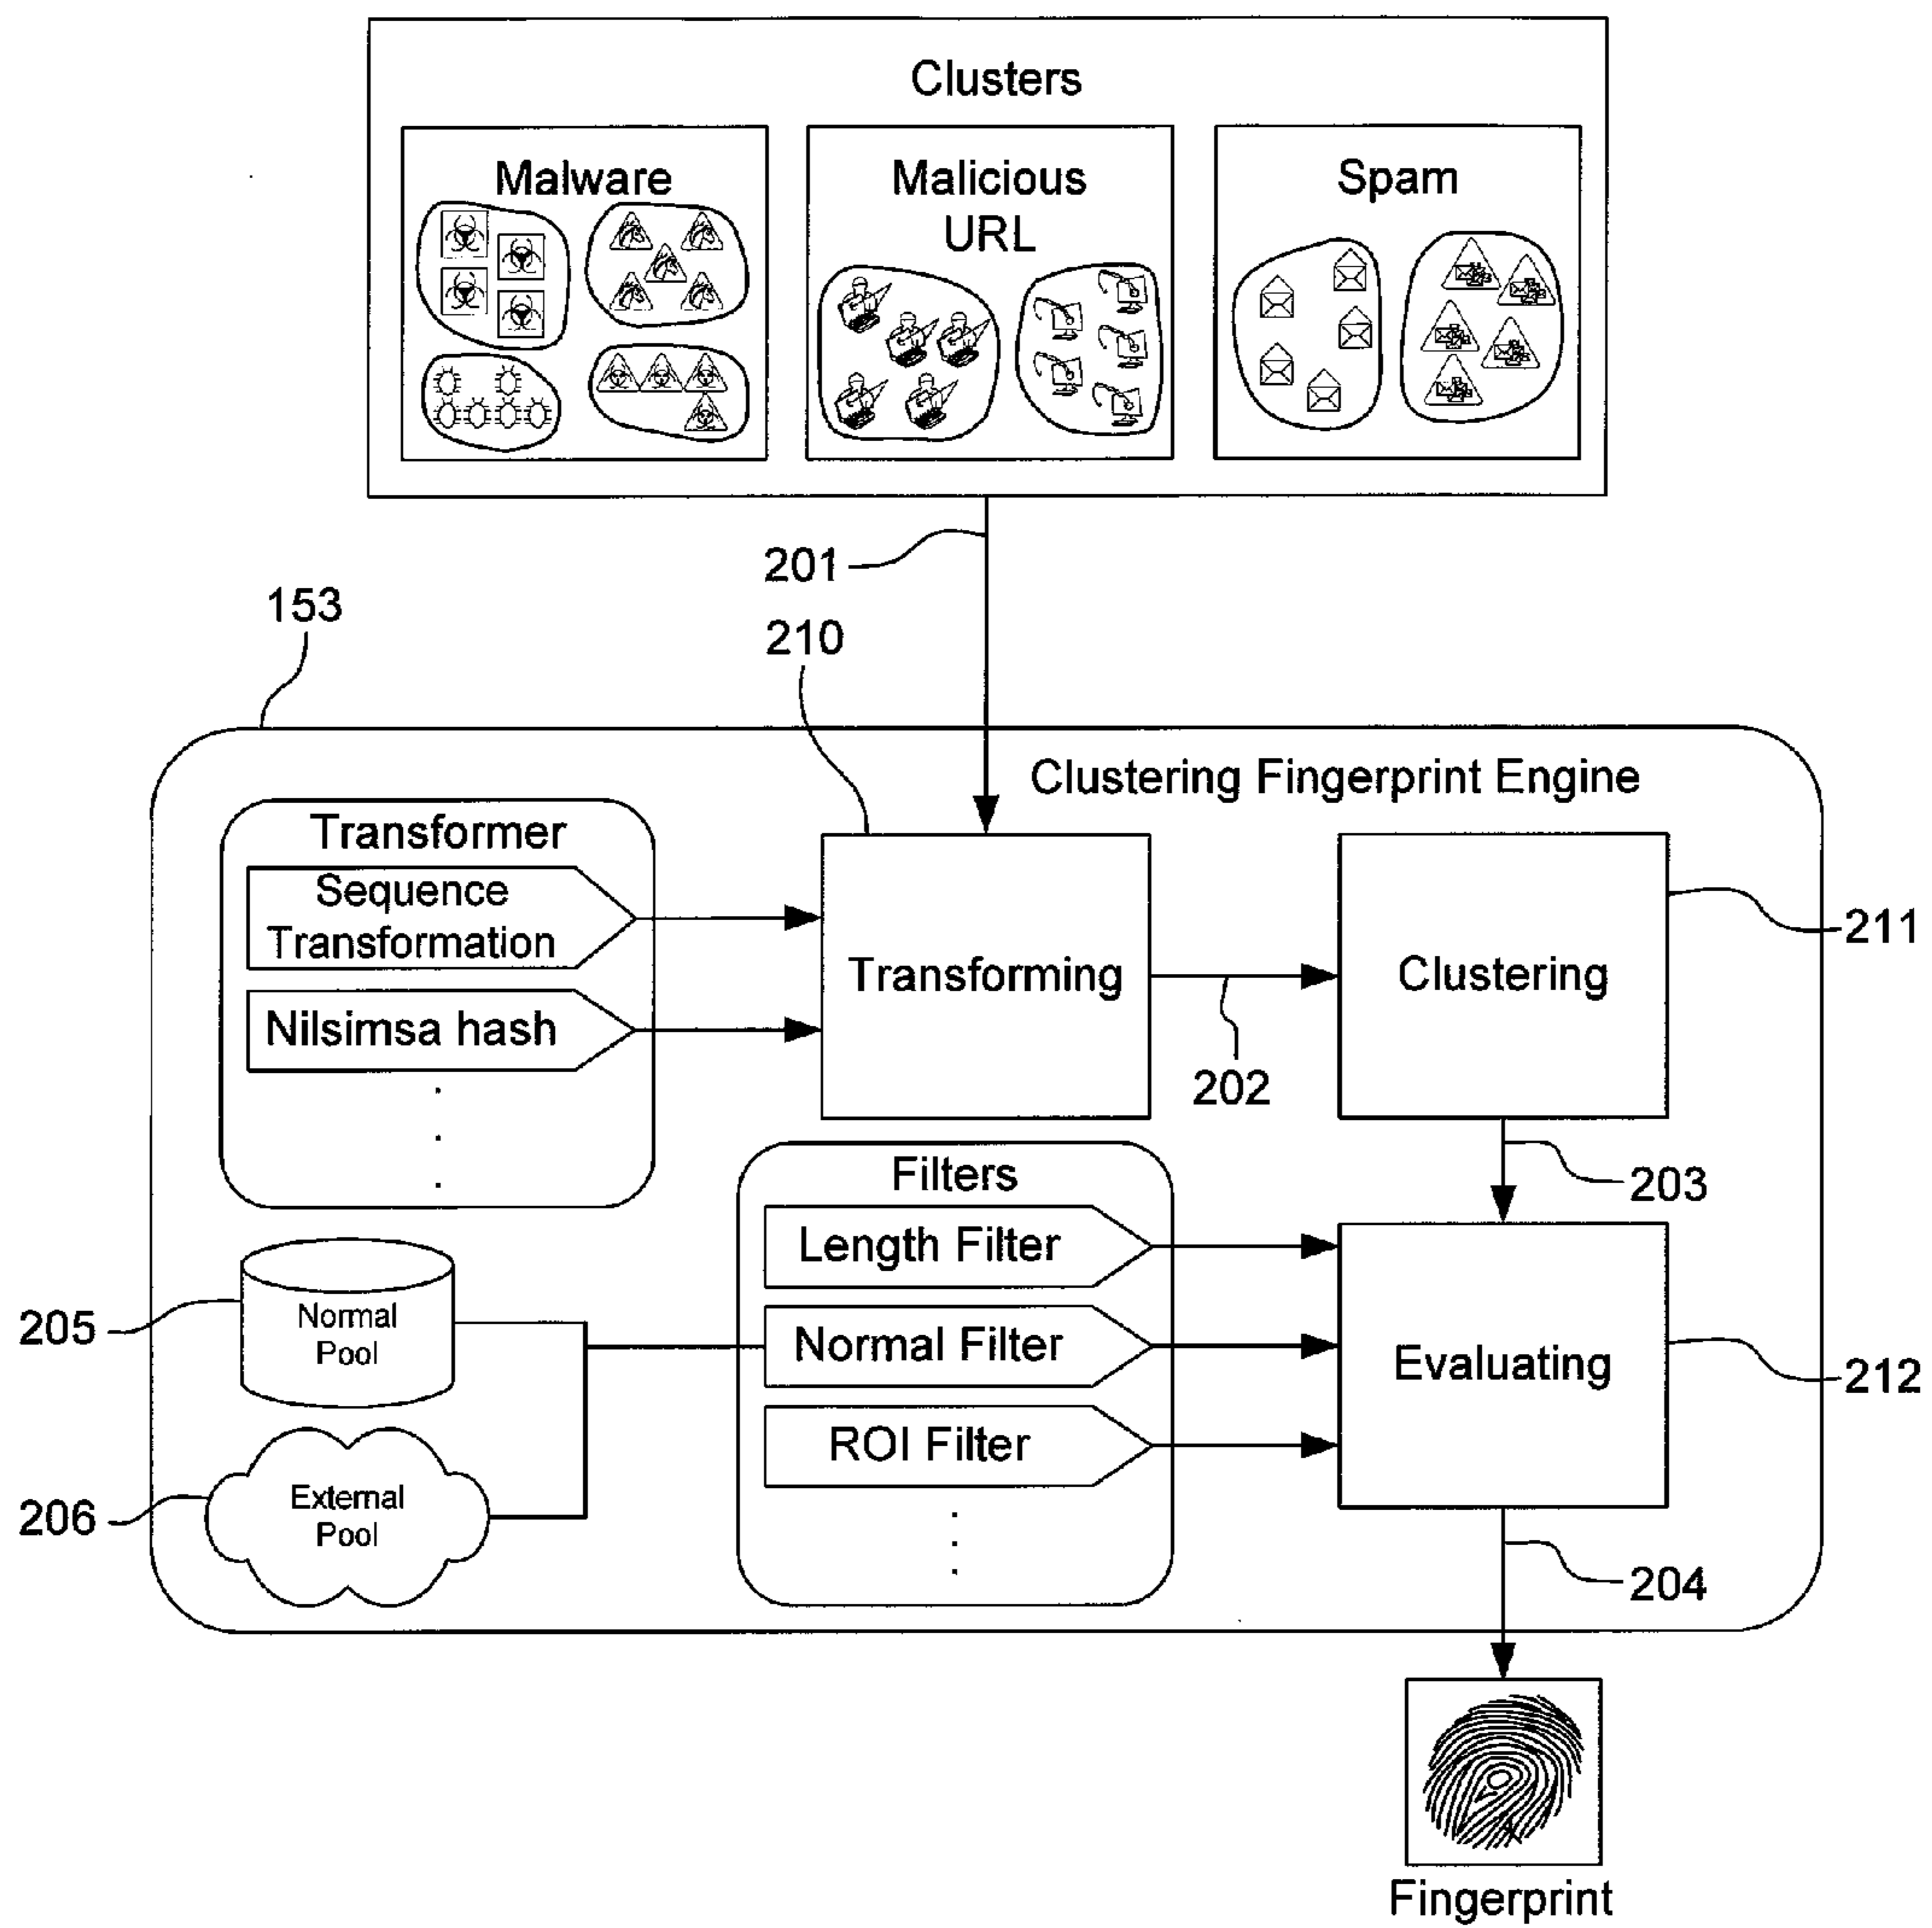 Clusters
Malware
Malicious
URL
Spam
201
153
210
Clustering Fingerprint Engine
Transformer
Sequence
Transformation
Nilsimsa hash
.
.
.
Transforming
202
Clustering
211
203
Filters
Length Filter
Normal Filter
ROI Filter
.
.
.
205
Normal
Pool
206
External
Pool
Evaluating
212
204
Fingerprint